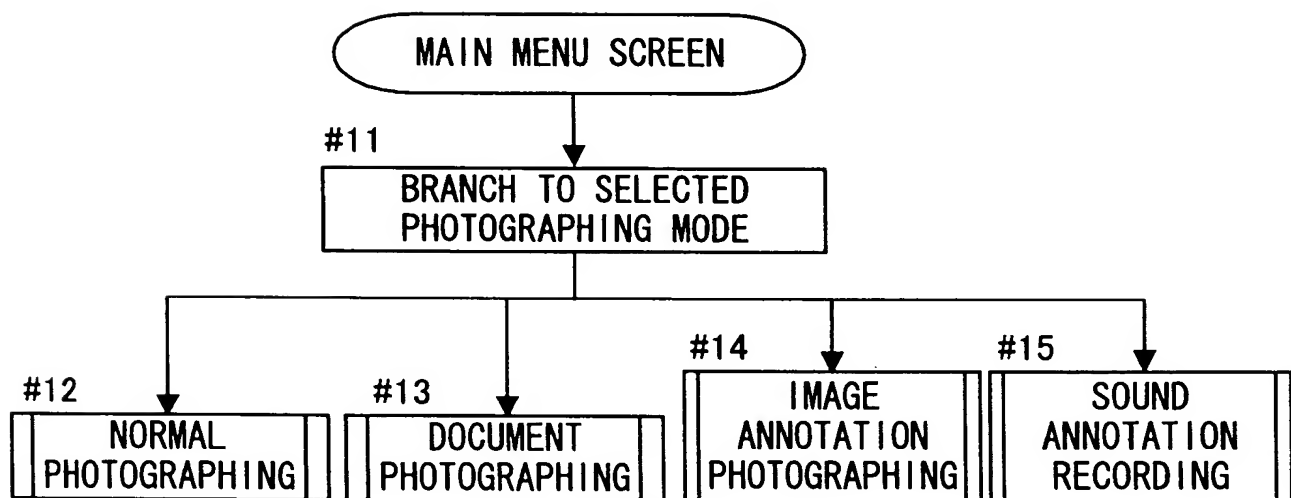 MAIN MENU SCREEN
#11
BRANCH TO SELECTED
PHOTOGRAPHING MODE
#12
NORMAL
PHOTOGRAPHING
#13
DOCUMENT
PHOTOGRAPHING
#14
IMAGE
ANNOTATION
PHOTOGRAPHING
#15
SOUND
ANNOTATION
RECORDING